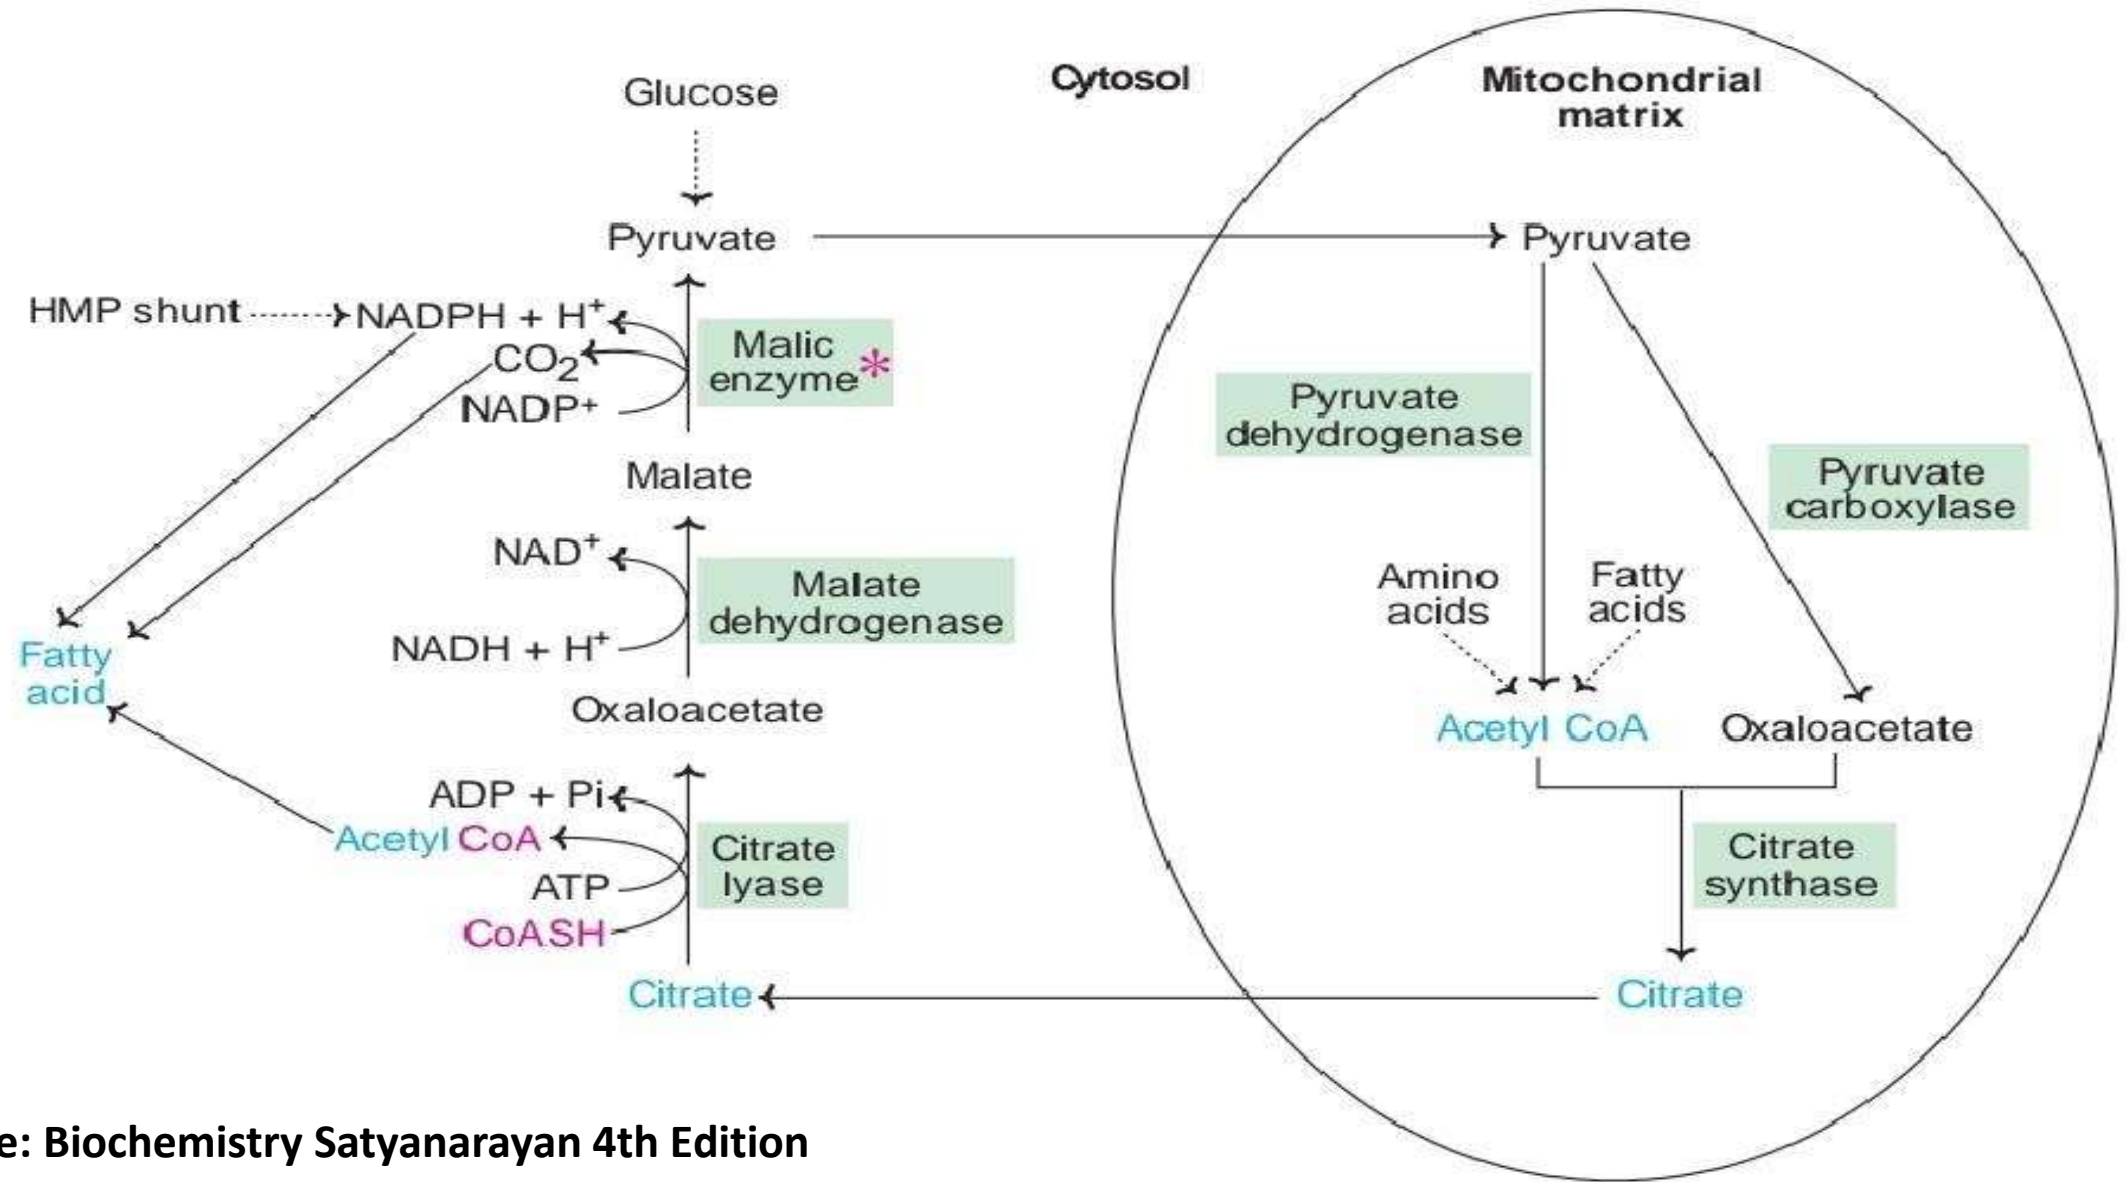 Glucose
Cytosol
Mitochondrial
matrix
Pyruvate
Pyruvate
HMP shunt
NADPH + H+
CO2
NADP+
Malic
enzyme*
Pyruvate
dehydrogenase
Pyruvate
carboxylase
Malate
NAD+
NADH + H+
Malate
dehydrogenase
Amino
acids
Fatty
acids
Fatty
acid
Oxaloacetate
Acetyl CoA
Oxaloacetate
ADP + Pi
Acetyl CoA
ATP
CoASH
Citrate
lyase
Citrate
synthase
Citrate
Citrate
e: Biochemistry Satyanarayan 4th Edition